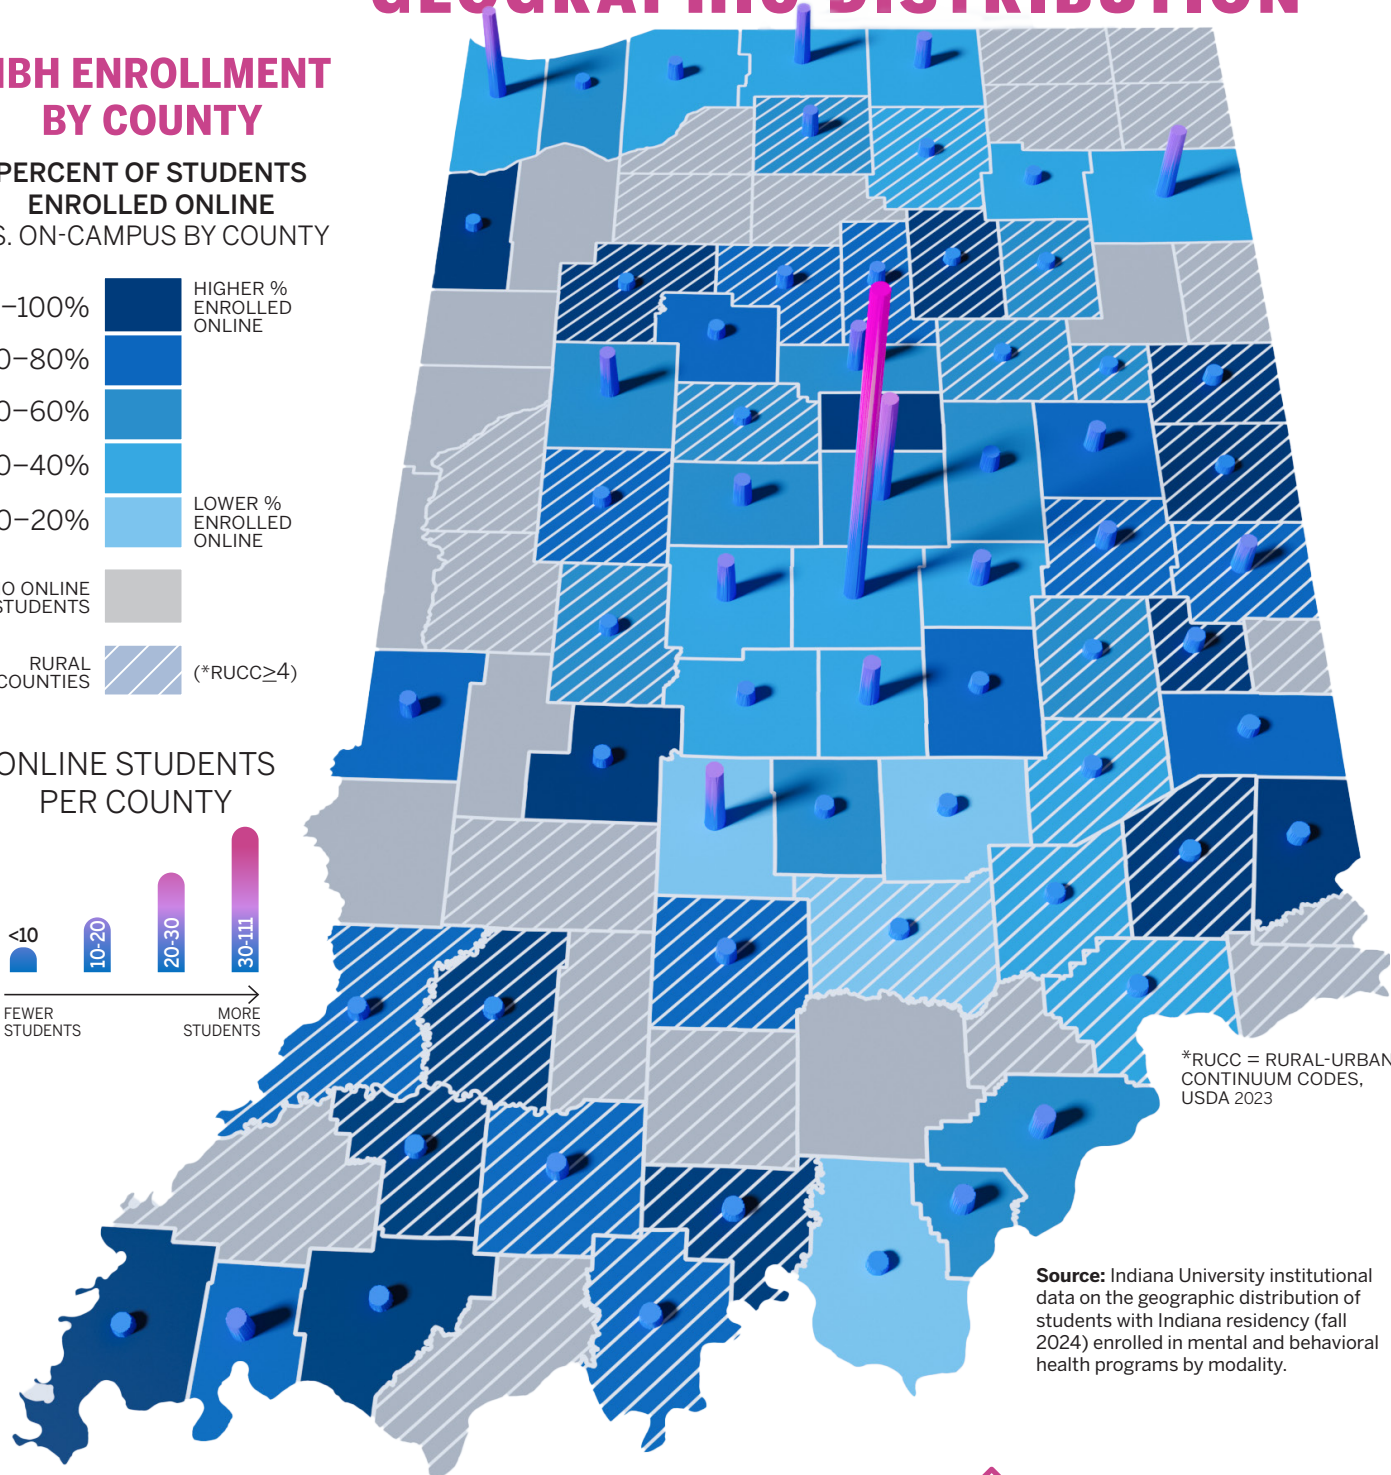 GEOGRAPHIC DISTRIBUTION
ENROLLMENT
BY COUNTY
PERCENT OF STUDENTS
ENROLLED ONLINE
ON-CAMPUS BY COUNTY
–100%
HIGHER %
ENROLLED
ONLINE
0–80%
0–60%
0–40%
0–20%
LOWER %
ENROLLED
ONLINE
O ONLINE
STUDENTS
RURAL
COUNTIES
(*RUCC≥4)
ONLINE STUDENTS
PER COUNTY
<10
10-20
20-30
30-111
FEWER
STUDENTS
MORE
STUDENTS
*RUCC = RURAL-URBAN
CONTINUUM CODES,
USDA 2023
Source: Indiana University institutional
data on the geographic distribution of
students with Indiana residency (fall
2024) enrolled in mental and behavioral
health programs by modality.